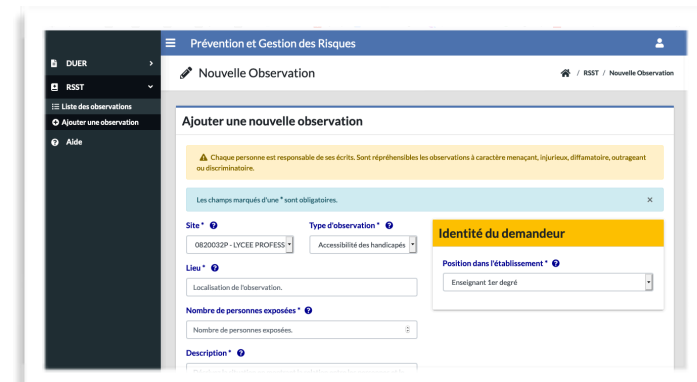 Prévention et Gestion des Risques
DUER
RSST
Liste des observations
Ajouter une observation
Aide
Nouvelle Observation
/ RSST / Nouvelle Observation
Ajouter une nouvelle observation
Chaque personne est responsable de ses écrits. Sont répréhensibles les observations à caractère menaçant, injurieux, diffamatoire, outrageant
ou discriminatoire.
Les champs marqués d'une * sont obligatoires. ×
Site * Type d'observation *
08200032P - LYCEE PROFESS Accessibilité des handicapés
Lieu *
Localisation de l'observation.
Nombre de personnes exposées *
Nombre de personnes exposées.
Description *
Identité du demandeur
Position dans l'établissement *
Enseignant 1er degré